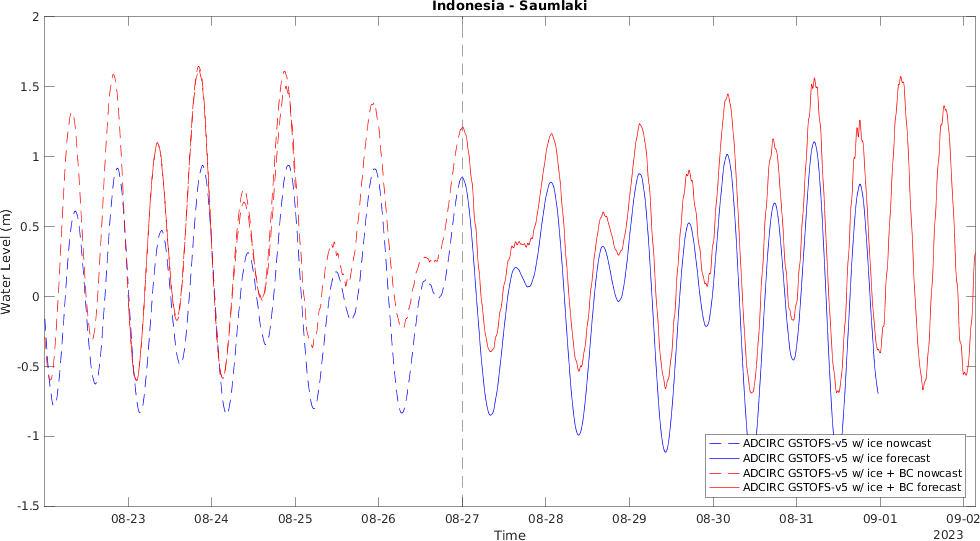 Indonesia - Saumlaki
Water Level (m)
2
1.5
1
0.5
0
-0.5
-1
-1.5
ADCIRC GSTOFS-v5 w/ ice nowcast
ADCIRC GSTOFS-v5 w/ ice forecast
ADCIRC GSTOFS-v5 w/ ice + BC nowcast
ADCIRC GSTOFS-v5 w/ ice + BC forecast
08-23 08-24 08-25 08-26 08-27 08-28 08-29 08-30 08-31 09-01 09-02
Time
2023